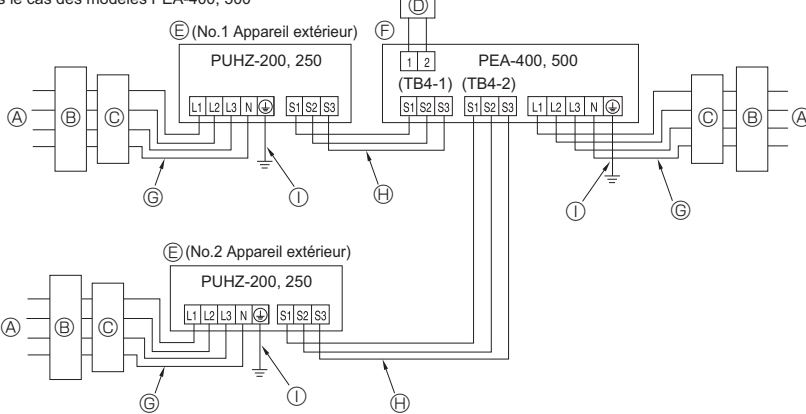 s le cas des modèles PEA-400, 500
D
E (No.1 Appareil extérieur)
F
PUHZ-200, 250
1 2
PEA-400, 500
(TB4-1) (TB4-2)
L1 L2 L3 N
S1 S2 S3
S1 S2 S3
S1 S2 S3
L1 L2 L3 N
A
B
C
C
B
A
G
I
H
I
G
E (No.2 Appareil extérieur)
PUHZ-200, 250
L1 L2 L3 N
S1 S2 S3
A
B
C
G
I
H